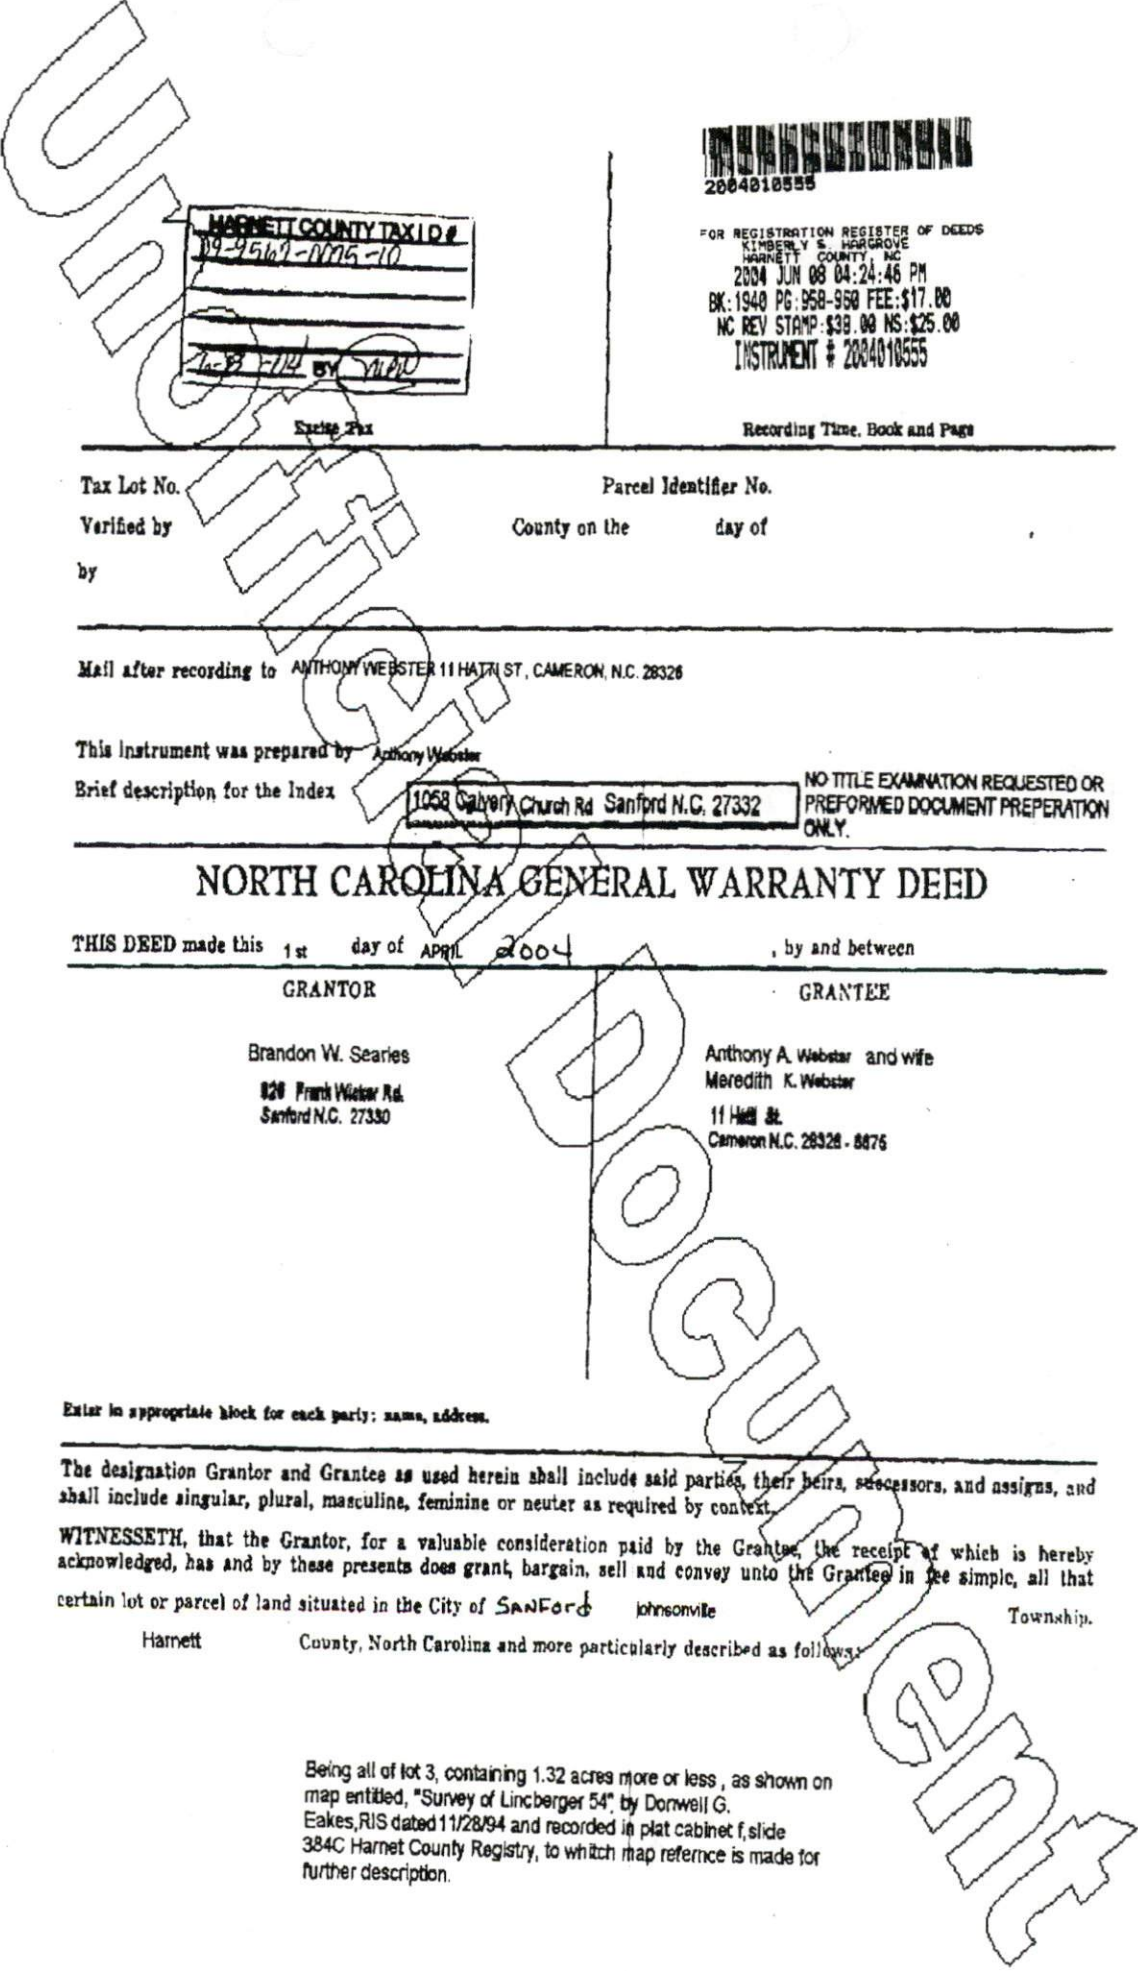 2004010555
FOR REGISTRATION REGISTER OF DEEDS
KIMBERLY S. HARGROVE
HARNETT COUNTY, NC
2004 JUN 08 04:24:46 PM
BK:1940 PG:958-960 FEE:$17.00
NC REV STAMP:$38.00 NS:$25.00
INSTRUMENT # 2004010555
HARNETT COUNTY TAX I D #
BY
Excise Tax
Recording Time, Book and Page
Tax Lot No. Parcel Identifier No.
Verified by County on the day of ,
by
Mail after recording to ANTHONY WEBSTER 11 HATTI ST, CAMERON, N.C. 28326
This instrument was prepared by Anthony Webster
Brief description for the Index
1058 Calvery Church Rd Sanford N.C. 27332
NO TITLE EXAMNATION REQUESTED OR
PREFORMED DOCUMENT PREPERATION
ONLY.
NORTH CAROLINA GENERAL WARRANTY DEED
THIS DEED made this 1st day of APRIL 2004 , by and between
GRANTOR
GRANTEE
Brandon W. Searles
Frank Wicker Rd.
Sanford N.C. 27330
Anthony A. Webster and wife
Meredith K. Webster
11 St.
Cameron N.C. 28326 -
Enter in appropriate block for each party: name, address.
The designation Grantor and Grantee as used herein shall include said parties, their heirs, successors, and assigns, and
shall include singular, plural, masculine, feminine or neuter as required by context.
WITNESSETH, that the Grantor, for a valuable consideration paid by the Grantee, the receipt of which is hereby
acknowledged, has and by these presents does grant, bargain, sell and convey unto the Grantee in fee simple, all that
certain lot or parcel of land situated in the City of SANFord johnsonville Township.
Harnett County, North Carolina and more particularly described as follows:
Being all of lot 3, containing 1.32 acres more or less , as shown on
map entitled, "Survey of Lincberger 54", by Donwell G.
Eakes,RlS dated 11/28/94 and recorded in plat cabinet f,slide
384C Harnet County Registry, to whitch map refernce is made for
further description.
Unofficial Document